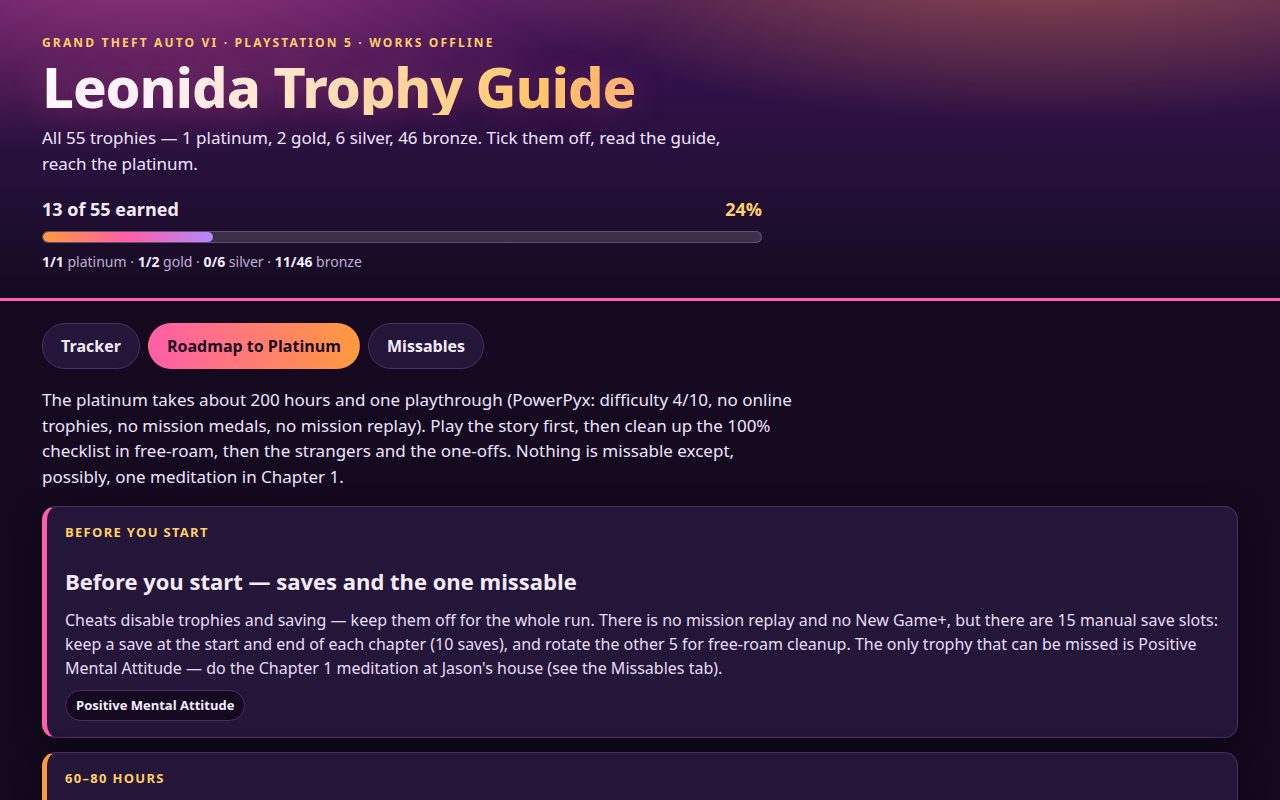 GRAND THEFT AUTO VI · PLAYSTATION 5 · WORKS OFFLINE
Leonida Trophy Guide
All 55 trophies — 1 platinum, 2 gold, 6 silver, 46 bronze. Tick them off, read the guide,
reach the platinum.
13 of 55 earned 24%
1/1 platinum · 1/2 gold · 0/6 silver · 11/46 bronze
Tracker Roadmap to Platinum Missables
The platinum takes about 200 hours and one playthrough (PowerPyx: difficulty 4/10, no online
trophies, no mission medals, no mission replay). Play the story first, then clean up the 100%
checklist in free-roam, then the strangers and the one-offs. Nothing is missable except,
possibly, one meditation in Chapter 1.
BEFORE YOU START
Before you start — saves and the one missable
Cheats disable trophies and saving — keep them off for the whole run. There is no mission replay and no New Game+, but there are 15 manual save slots:
keep a save at the start and end of each chapter (10 saves), and rotate the other 5 for free-roam cleanup. The only trophy that can be missed is Positive
Mental Attitude — do the Chapter 1 meditation at Jason's house (see the Missables tab).
Positive Mental Attitude
60–80 HOURS